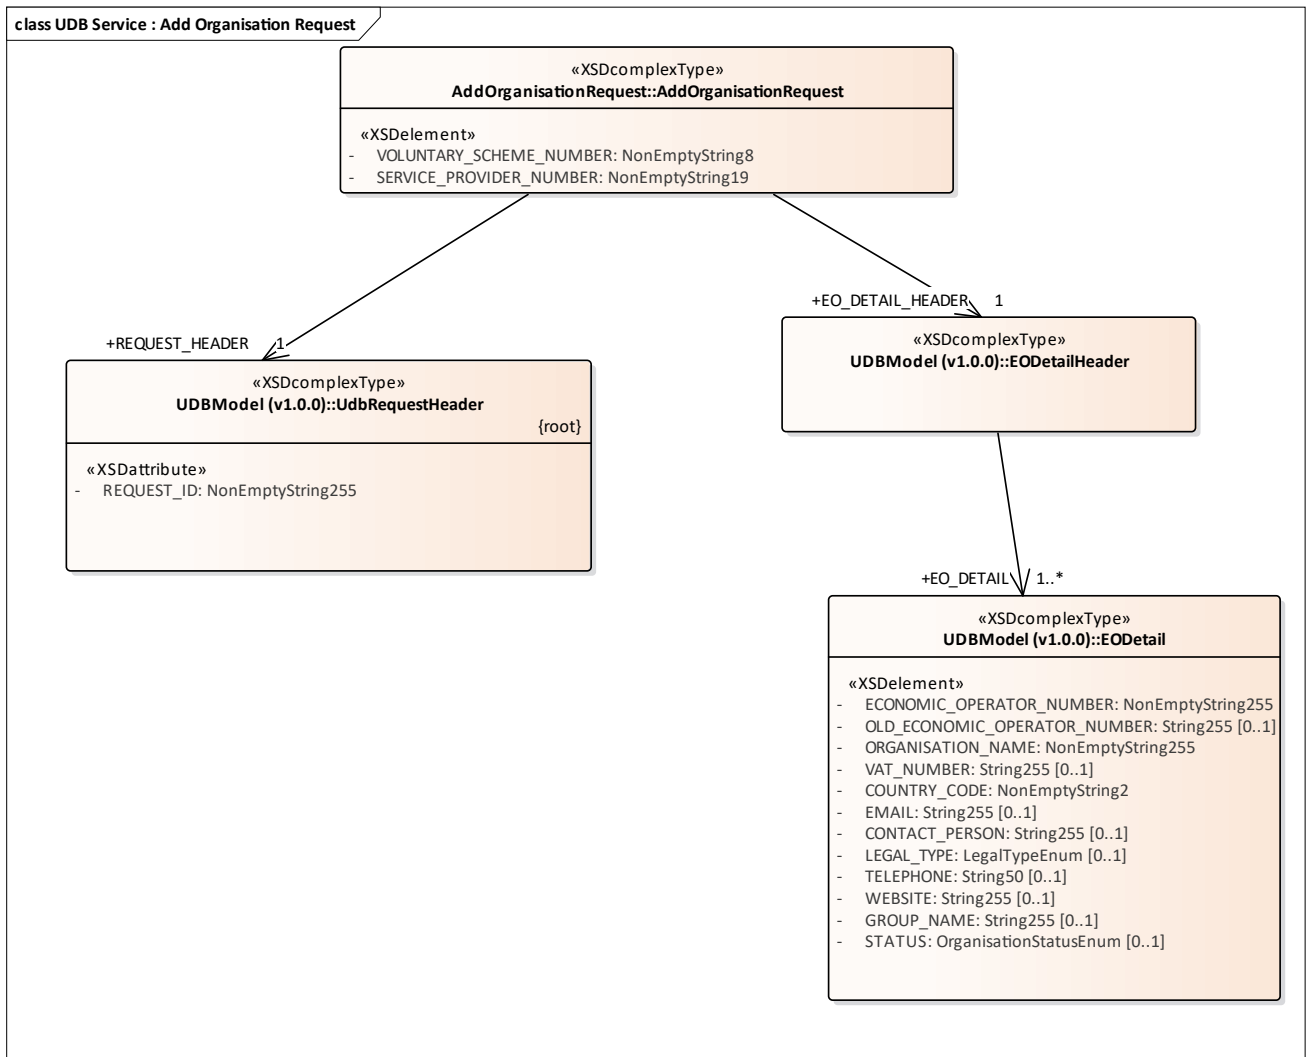 class UDB Service : Add Organisation Request
«XSDcomplexType»
AddOrganisationRequest::AddOrganisationRequest
«XSDelement»
- VOLUNTARY_SCHEME_NUMBER: NonEmptyString8
- SERVICE_PROVIDER_NUMBER: NonEmptyString19
+EO_DETAIL_HEADER 1
+REQUEST_HEADER 1
«XSDcomplexType»
UDBModel (v1.0.0)::EODetailHeader
«XSDcomplexType»
UDBModel (v1.0.0)::UdbRequestHeader
{root}
«XSDattribute»
- REQUEST_ID: NonEmptyString255
+EO_DETAIL 1..*
«XSDcomplexType»
UDBModel (v1.0.0)::EODetail
«XSDelement»
- ECONOMIC_OPERATOR_NUMBER: NonEmptyString255
- OLD_ECONOMIC_OPERATOR_NUMBER: String255 [0..1]
- ORGANISATION_NAME: NonEmptyString255
- VAT_NUMBER: String255 [0..1]
- COUNTRY_CODE: NonEmptyString2
- EMAIL: String255 [0..1]
- CONTACT_PERSON: String255 [0..1]
- LEGAL_TYPE: LegalTypeEnum [0..1]
- TELEPHONE: String50 [0..1]
- WEBSITE: String255 [0..1]
- GROUP_NAME: String255 [0..1]
- STATUS: OrganisationStatusEnum [0..1]